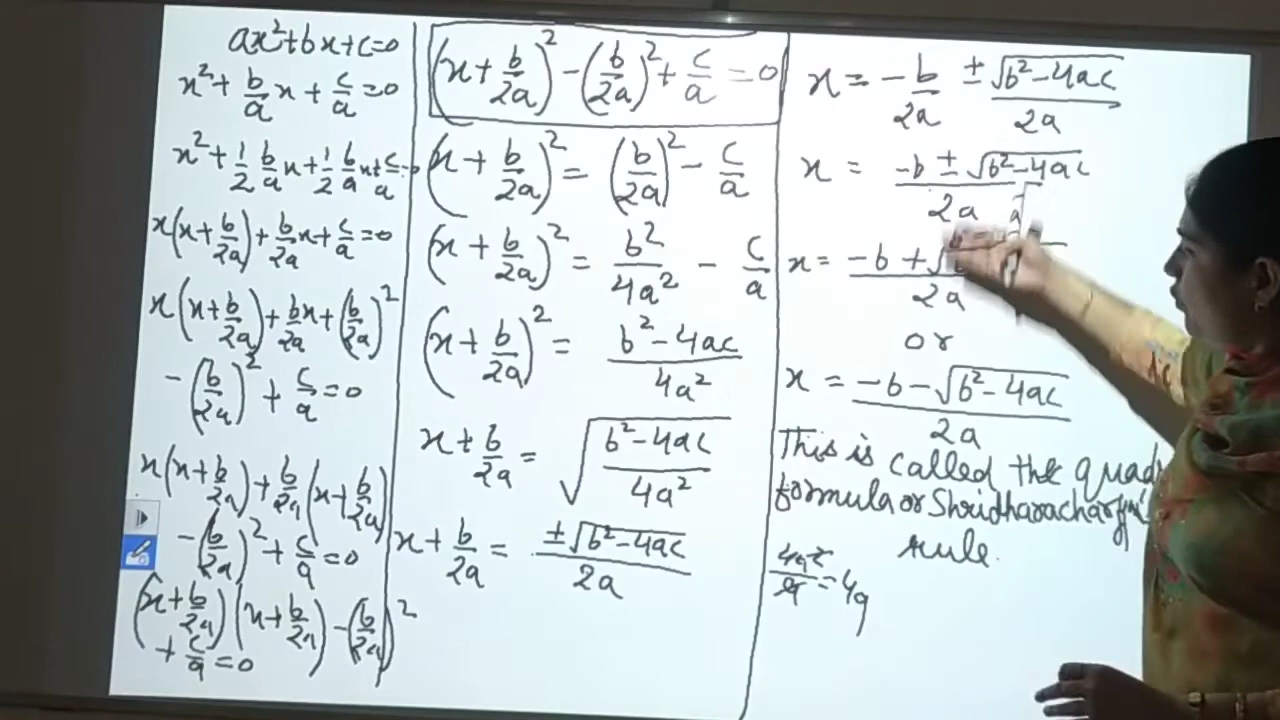 ax²+bx+c=0
x²+b/a x+c/a=0
x²+1/2 b/a x+1/2 b/a x+c/a=0
x(x+b/2a)+b/2a x+c/a=0
x(x+b/2a)+b/2a x+(b/2a)²
-(b/2a)²+c/a=0
x(x+b/2a)+b/2a(x+b/2a)
-(b/2a)²+c/a=0
(x+b/2a)(x+b/2a)-(b/2a)²
+c/a=0
(x+b/2a)²-(b/2a)²+c/a=0
(x+b/2a)²=(b/2a)²-c/a
(x+b/2a)²=b²/4a²-c/a
(x+b/2a)²=b²-4ac/4a²
x+b/2a=√b²-4ac/4a²
x+b/2a=±√b²-4ac/2a
x=-b/2a ±√b²-4ac/2a
x=-b±√b²-4ac/2a
x=-b+√ /2a
or
x=-b-√b²-4ac/2a
This is called the
formula or
rule.
4a²/a=4a